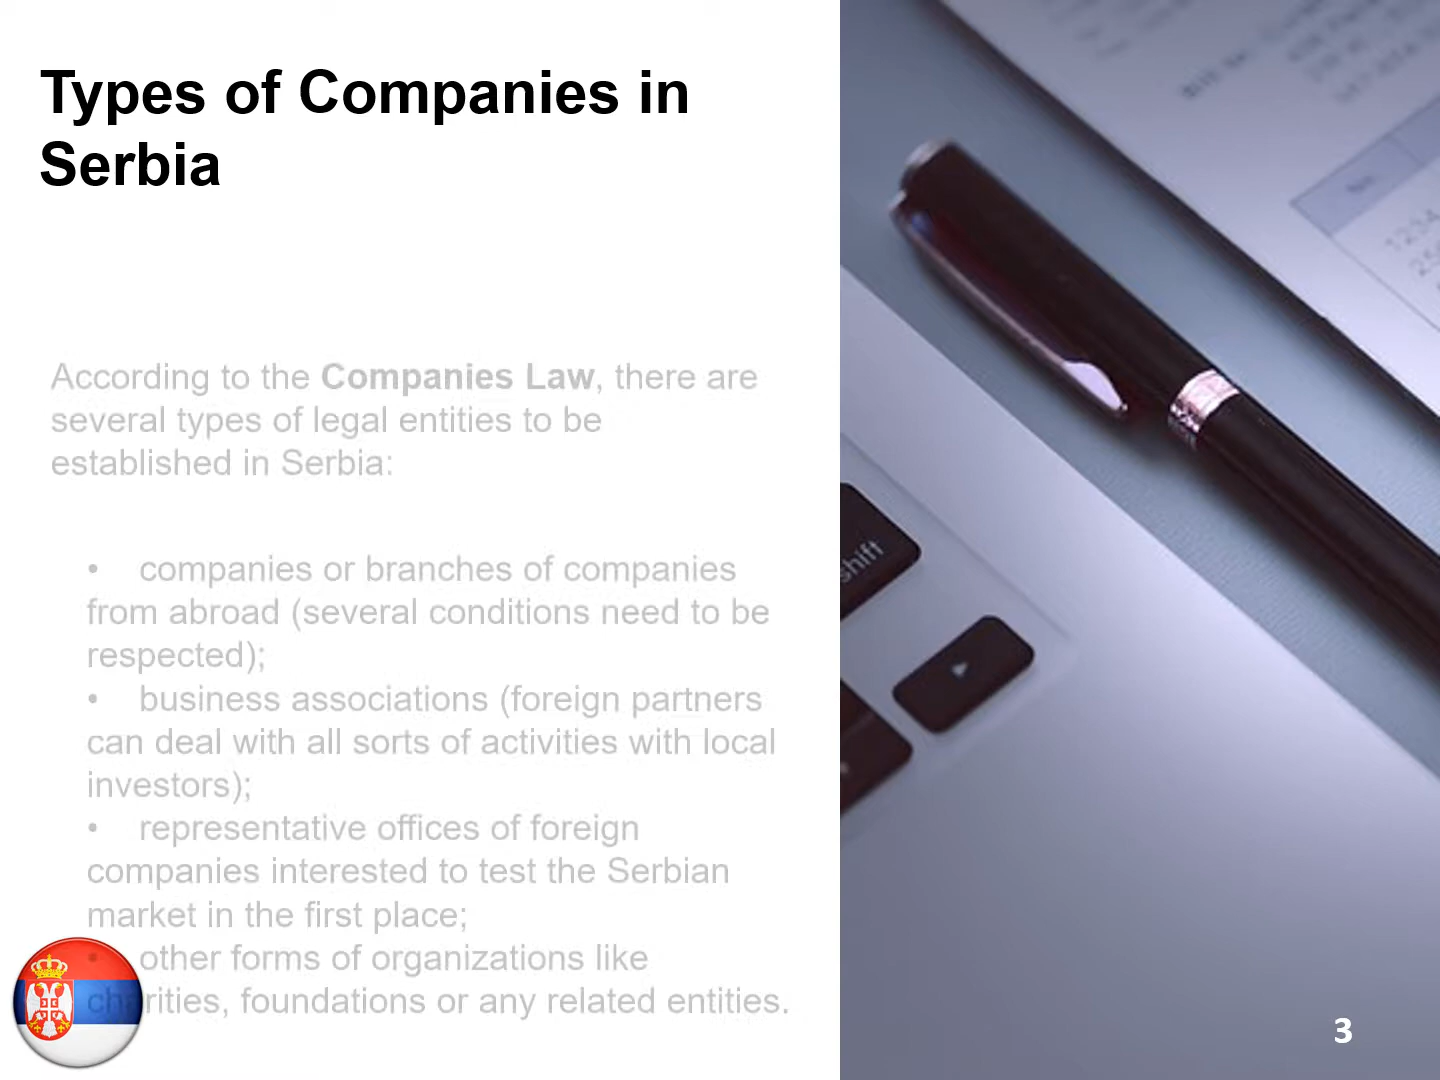 Types of Companies in
Serbia
According to the Companies Law, there are
several types of legal entities to be
established in Serbia:
• companies or branches of companies
from abroad (several conditions need to be
respected);
• business associations (foreign partners
can deal with all sorts of activities with local
investors);
• representative offices of foreign
companies interested to test the Serbian
market in the first place;
• other forms of organizations like
charities, foundations or any related entities.
shift
3